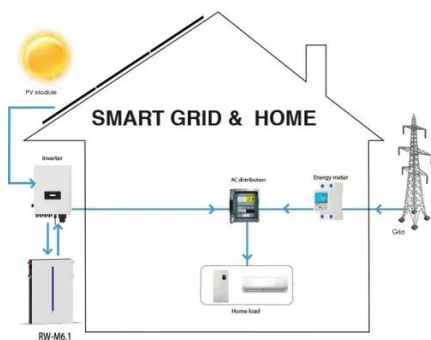 PV Module
SMART GRID & HOME
Inverter
AC distribution
Energy meter
Grid
Home load
RW-M6.1